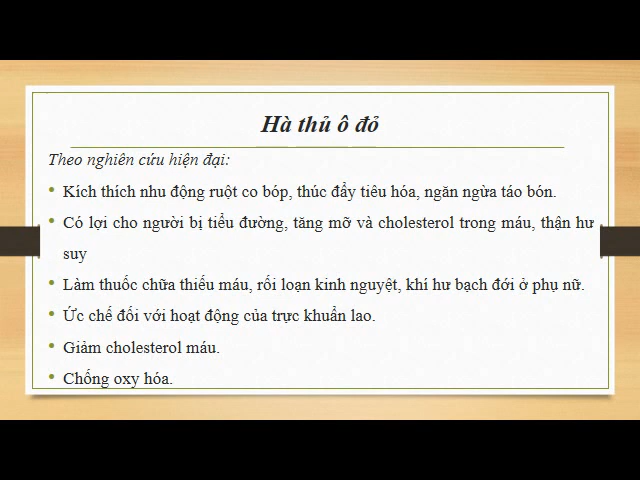 Hà thủ ô đỏ
Theo nghiên cứu hiện đại:
• Kích thích nhu động ruột co bóp, thúc đẩy tiêu hóa, ngăn ngừa táo bón.
• Có lợi cho người bị tiểu đường, tăng mỡ và cholesterol trong máu, thận hư
suy
• Làm thuốc chữa thiếu máu, rối loạn kinh nguyệt, khí hư bạch đới ở phụ nữ.
• Ức chế đối với hoạt động của trực khuẩn lao.
• Giảm cholesterol máu.
• Chống oxy hóa.